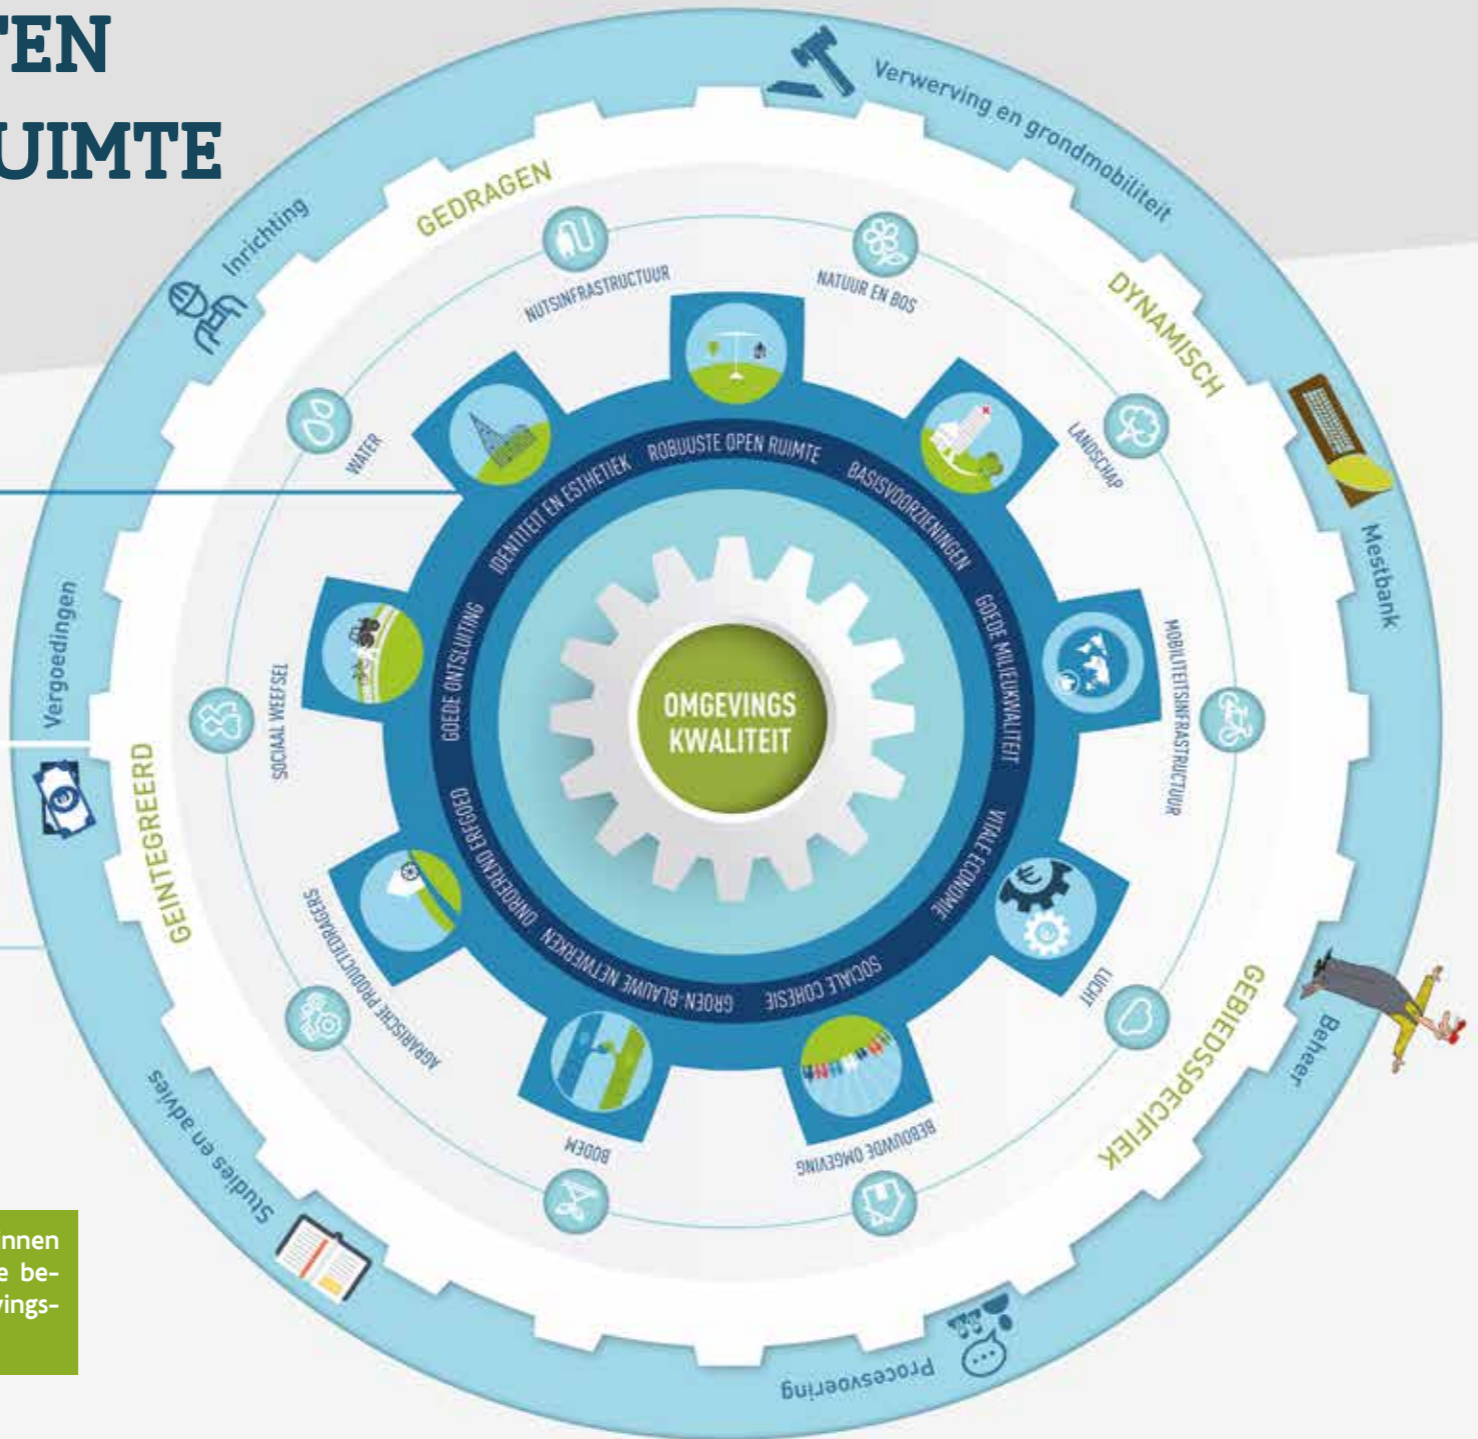 TEN
UIMTE
Verwerving en grondmobiliteit
Mestbank
Beheer
Procesvoering
Studies en advies
Vergoedingen
Inrichting
GEDRAGEN
DYNAMISCH
GEBIEDSSPECIFIEK
GEINTEGREERD
NUTSINFRASTRUCTUUR
NATUUR EN BOS
LANDSCHAP
MOBILITEITSINFRASTRUCTUUR
LUCHT
BEBOUWDE OMGEVING
BODEM
AGRARISCHE PRODUCTIEDRAGERS
SOCIAAL WEEFSEL
WATER
ROBUUSTE OPEN RUIMTE
BASISVOORZIENINGEN
GOEDE MILIEUKWALITEIT
VITALE ECONOMIE
SOCIALE COHESIE
GROEN-BLAUWE NETWERKEN
ONROEREND ERFGOED
GOEDE ONTSLUITING
IDENTITEIT EN ESTHETIEK
OMGEVINGS
KWALITEIT
innen
e be-
vings-